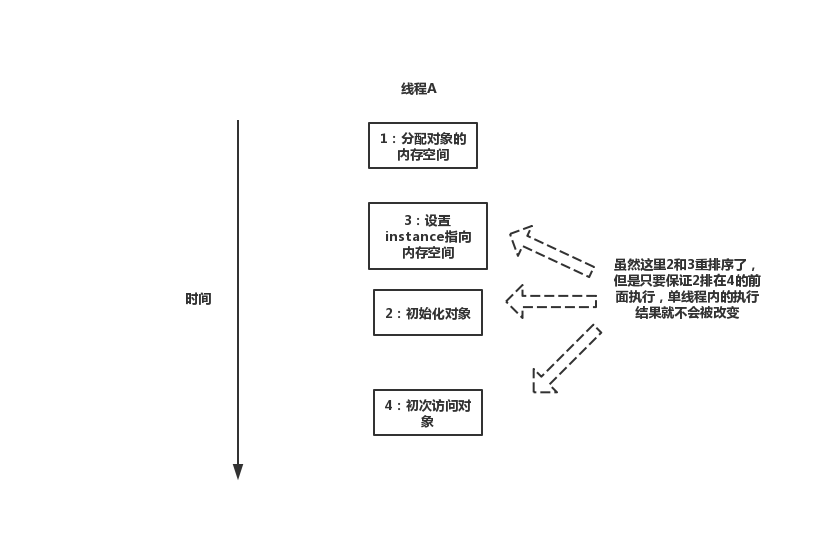 线程A
1：分配对象的
内存空间
3：设置
instance指向
内存空间
虽然这里2和3重排序了，
但是只要保证2排在4的前
面执行，单线程内的执行
结果就不会被改变
时间
2：初始化对象
4：初次访问对
象